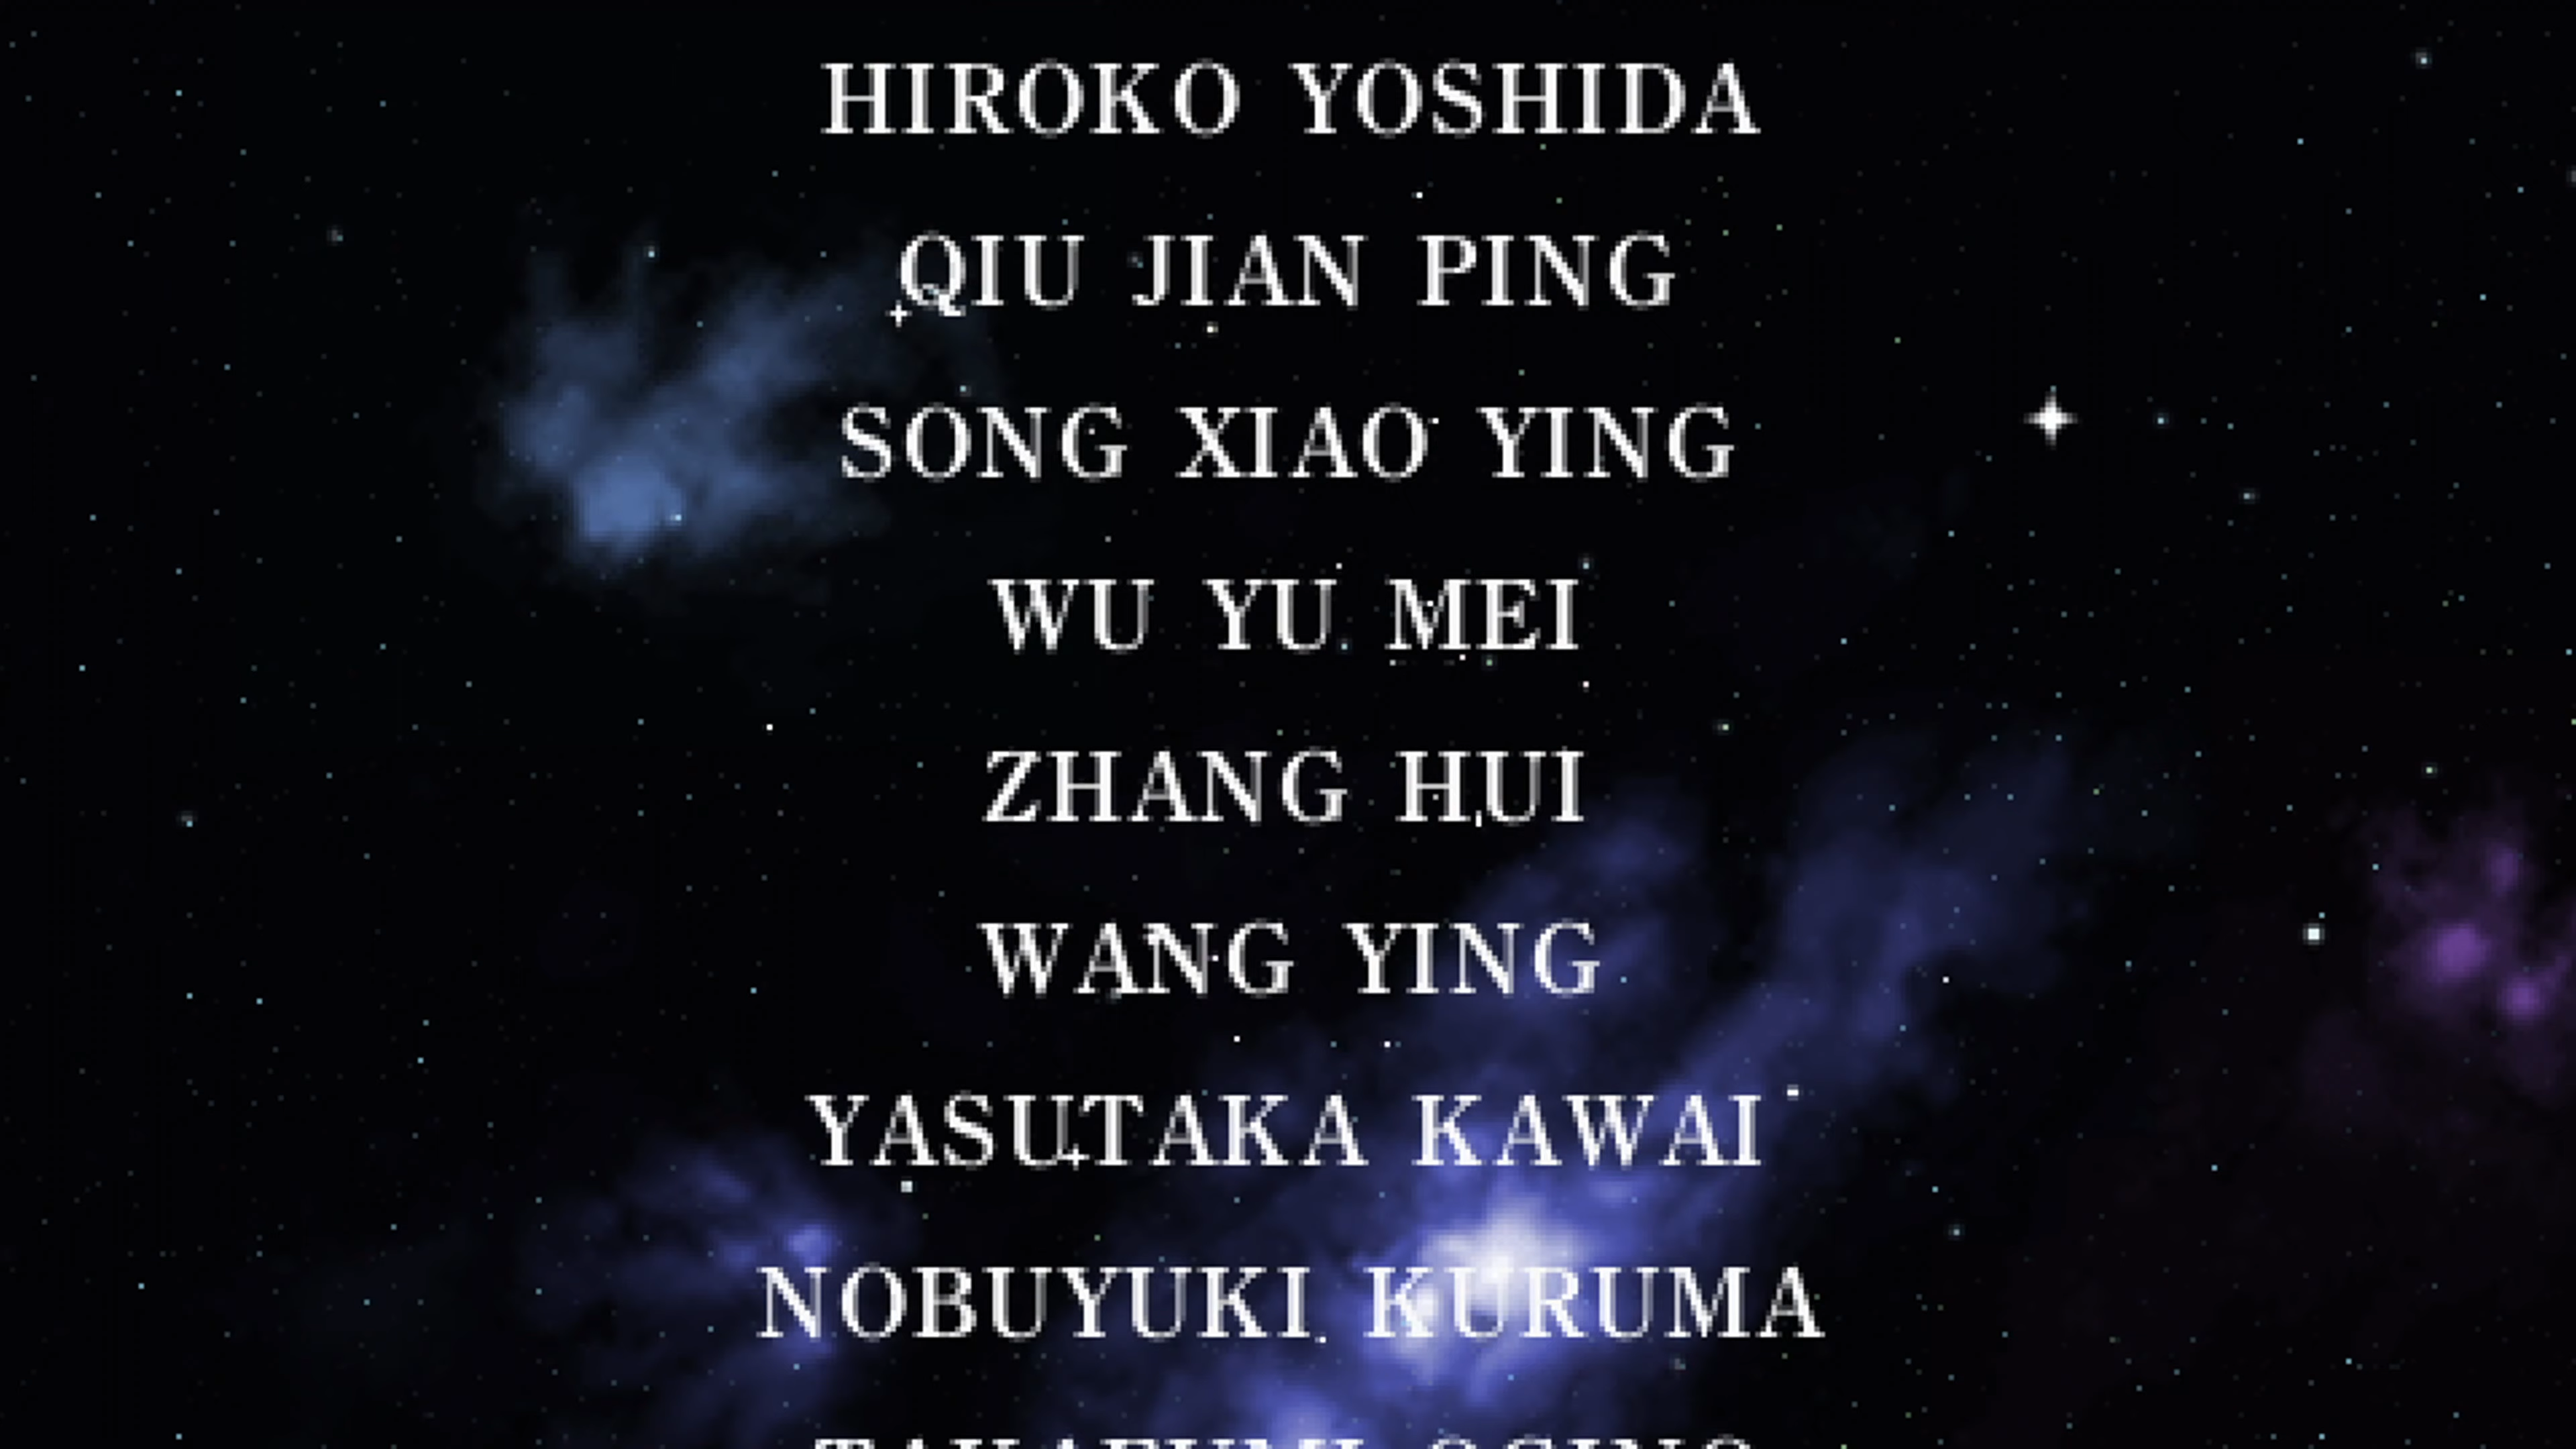 HIROKO YOSHIDA
QIU JIAN PING
SONG XIAO YING
WU YU MEI
ZHANG HUI
WANG YING
YASUTAKA KAWAI
NOBUYUKI KURUMA